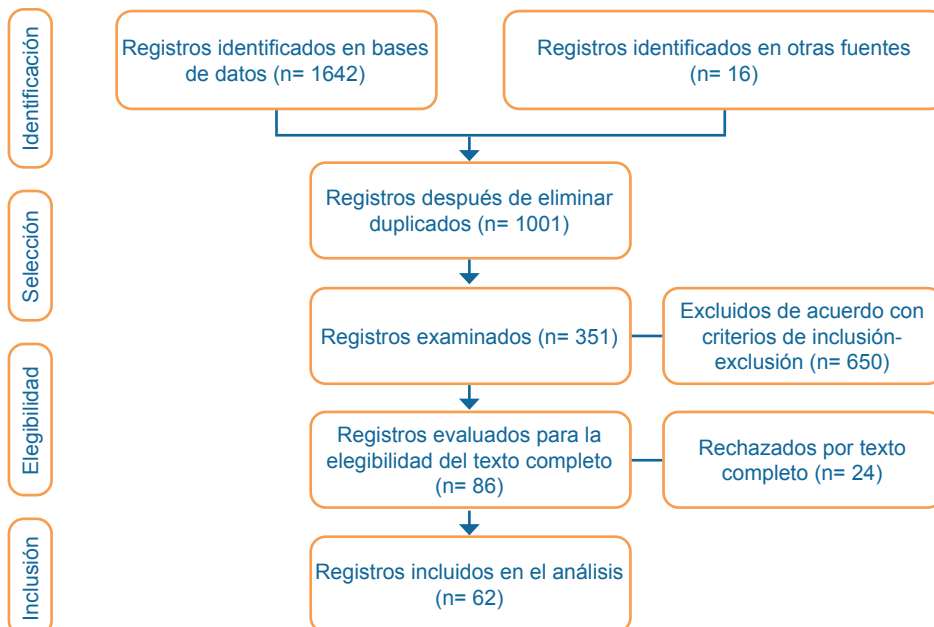 Identificación
Registros identificados en bases
de datos (n= 1642)
Registros identificados en otras fuentes
(n= 16)
Selección
Registros después de eliminar
duplicados (n= 1001)
Registros examinados (n= 351)
Excluidos de acuerdo con
criterios de inclusión-
exclusión (n= 650)
Elegibilidad
Registros evaluados para la
elegibilidad del texto completo
(n= 86)
Rechazados por texto
completo (n= 24)
Inclusión
Registros incluidos en el análisis
(n= 62)